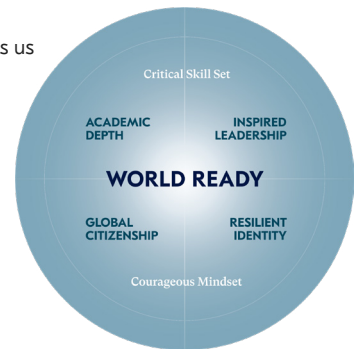 s us
Critical Skill Set
ACADEMIC
DEPTH
INSPIRED
LEADERSHIP
WORLD READY
GLOBAL
CITIZENSHIP
RESILIENT
IDENTITY
Courageous Mindset